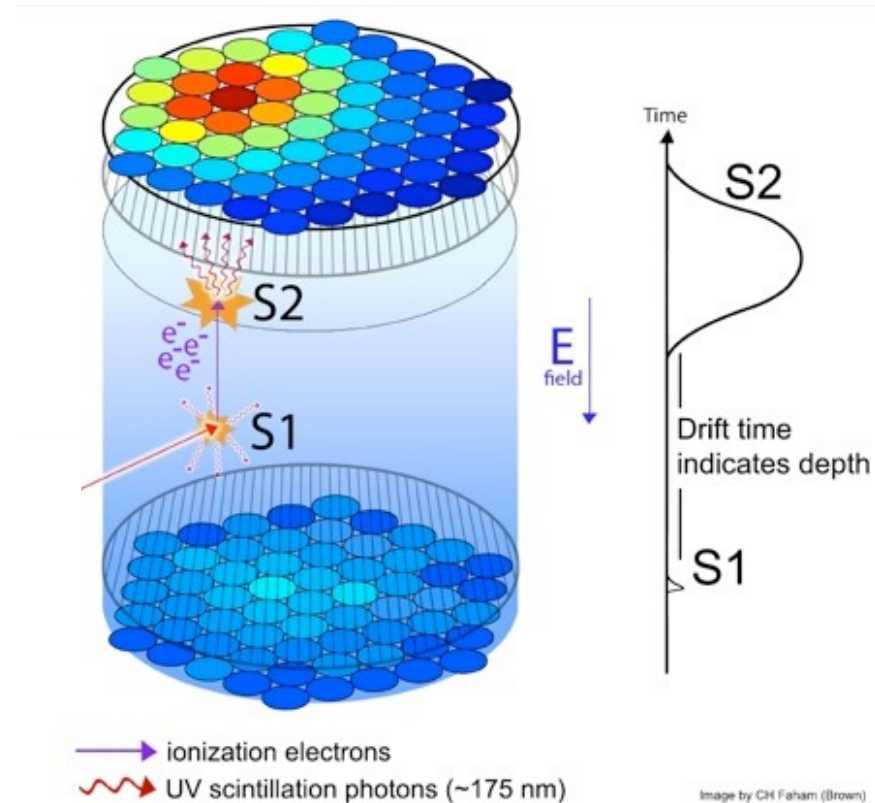 Time
S2
S2
e-
e-e-
e-e-
E
field
S1
Drift time
indicates depth
S1
ionization electrons
UV scintillation photons (~175 nm)
Image by CH Faham (Brown)